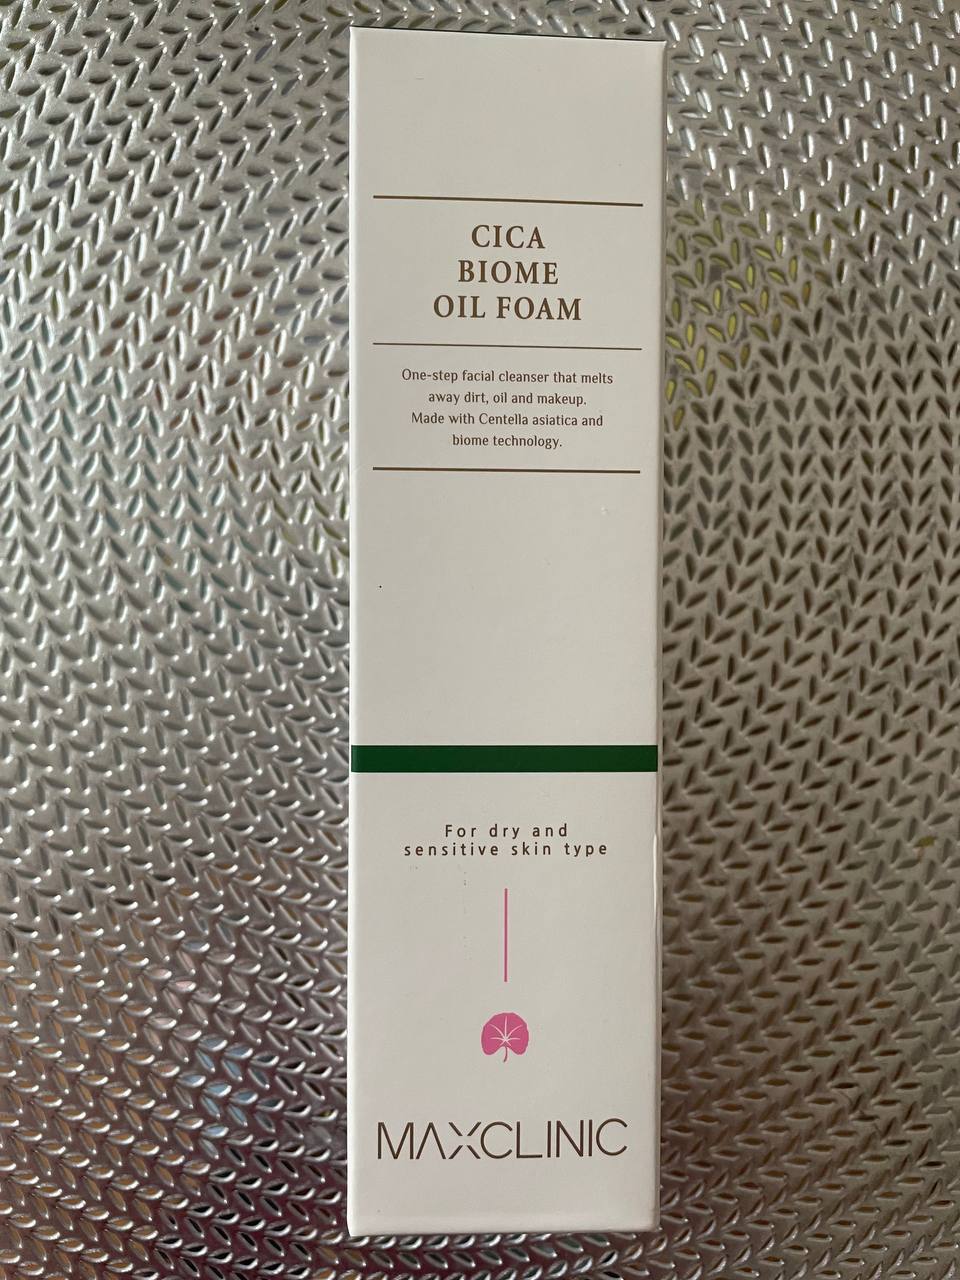 CICA
BIOME
OIL FOAM
One-step facial cleanser that melts
away dirt, oil and makeup.
Made with Centella asiatica and
biome technology.
For dry and
sensitive skin type
MAXCLINIC